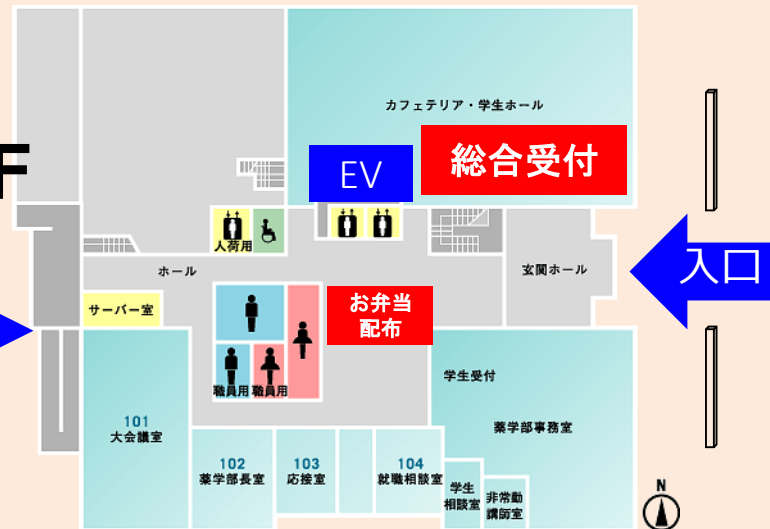 F
カフェテリア・学生ホール
総合受付
EV
人荷用
ホール
玄関ホール
入口
サーバー室
お弁当
配布
職員用
職員用
学生受付
薬学部事務室
101
大会議室
102
薬学部長室
103
応接室
104
就職相談室
学生
相談室
非常勤
講師室
N